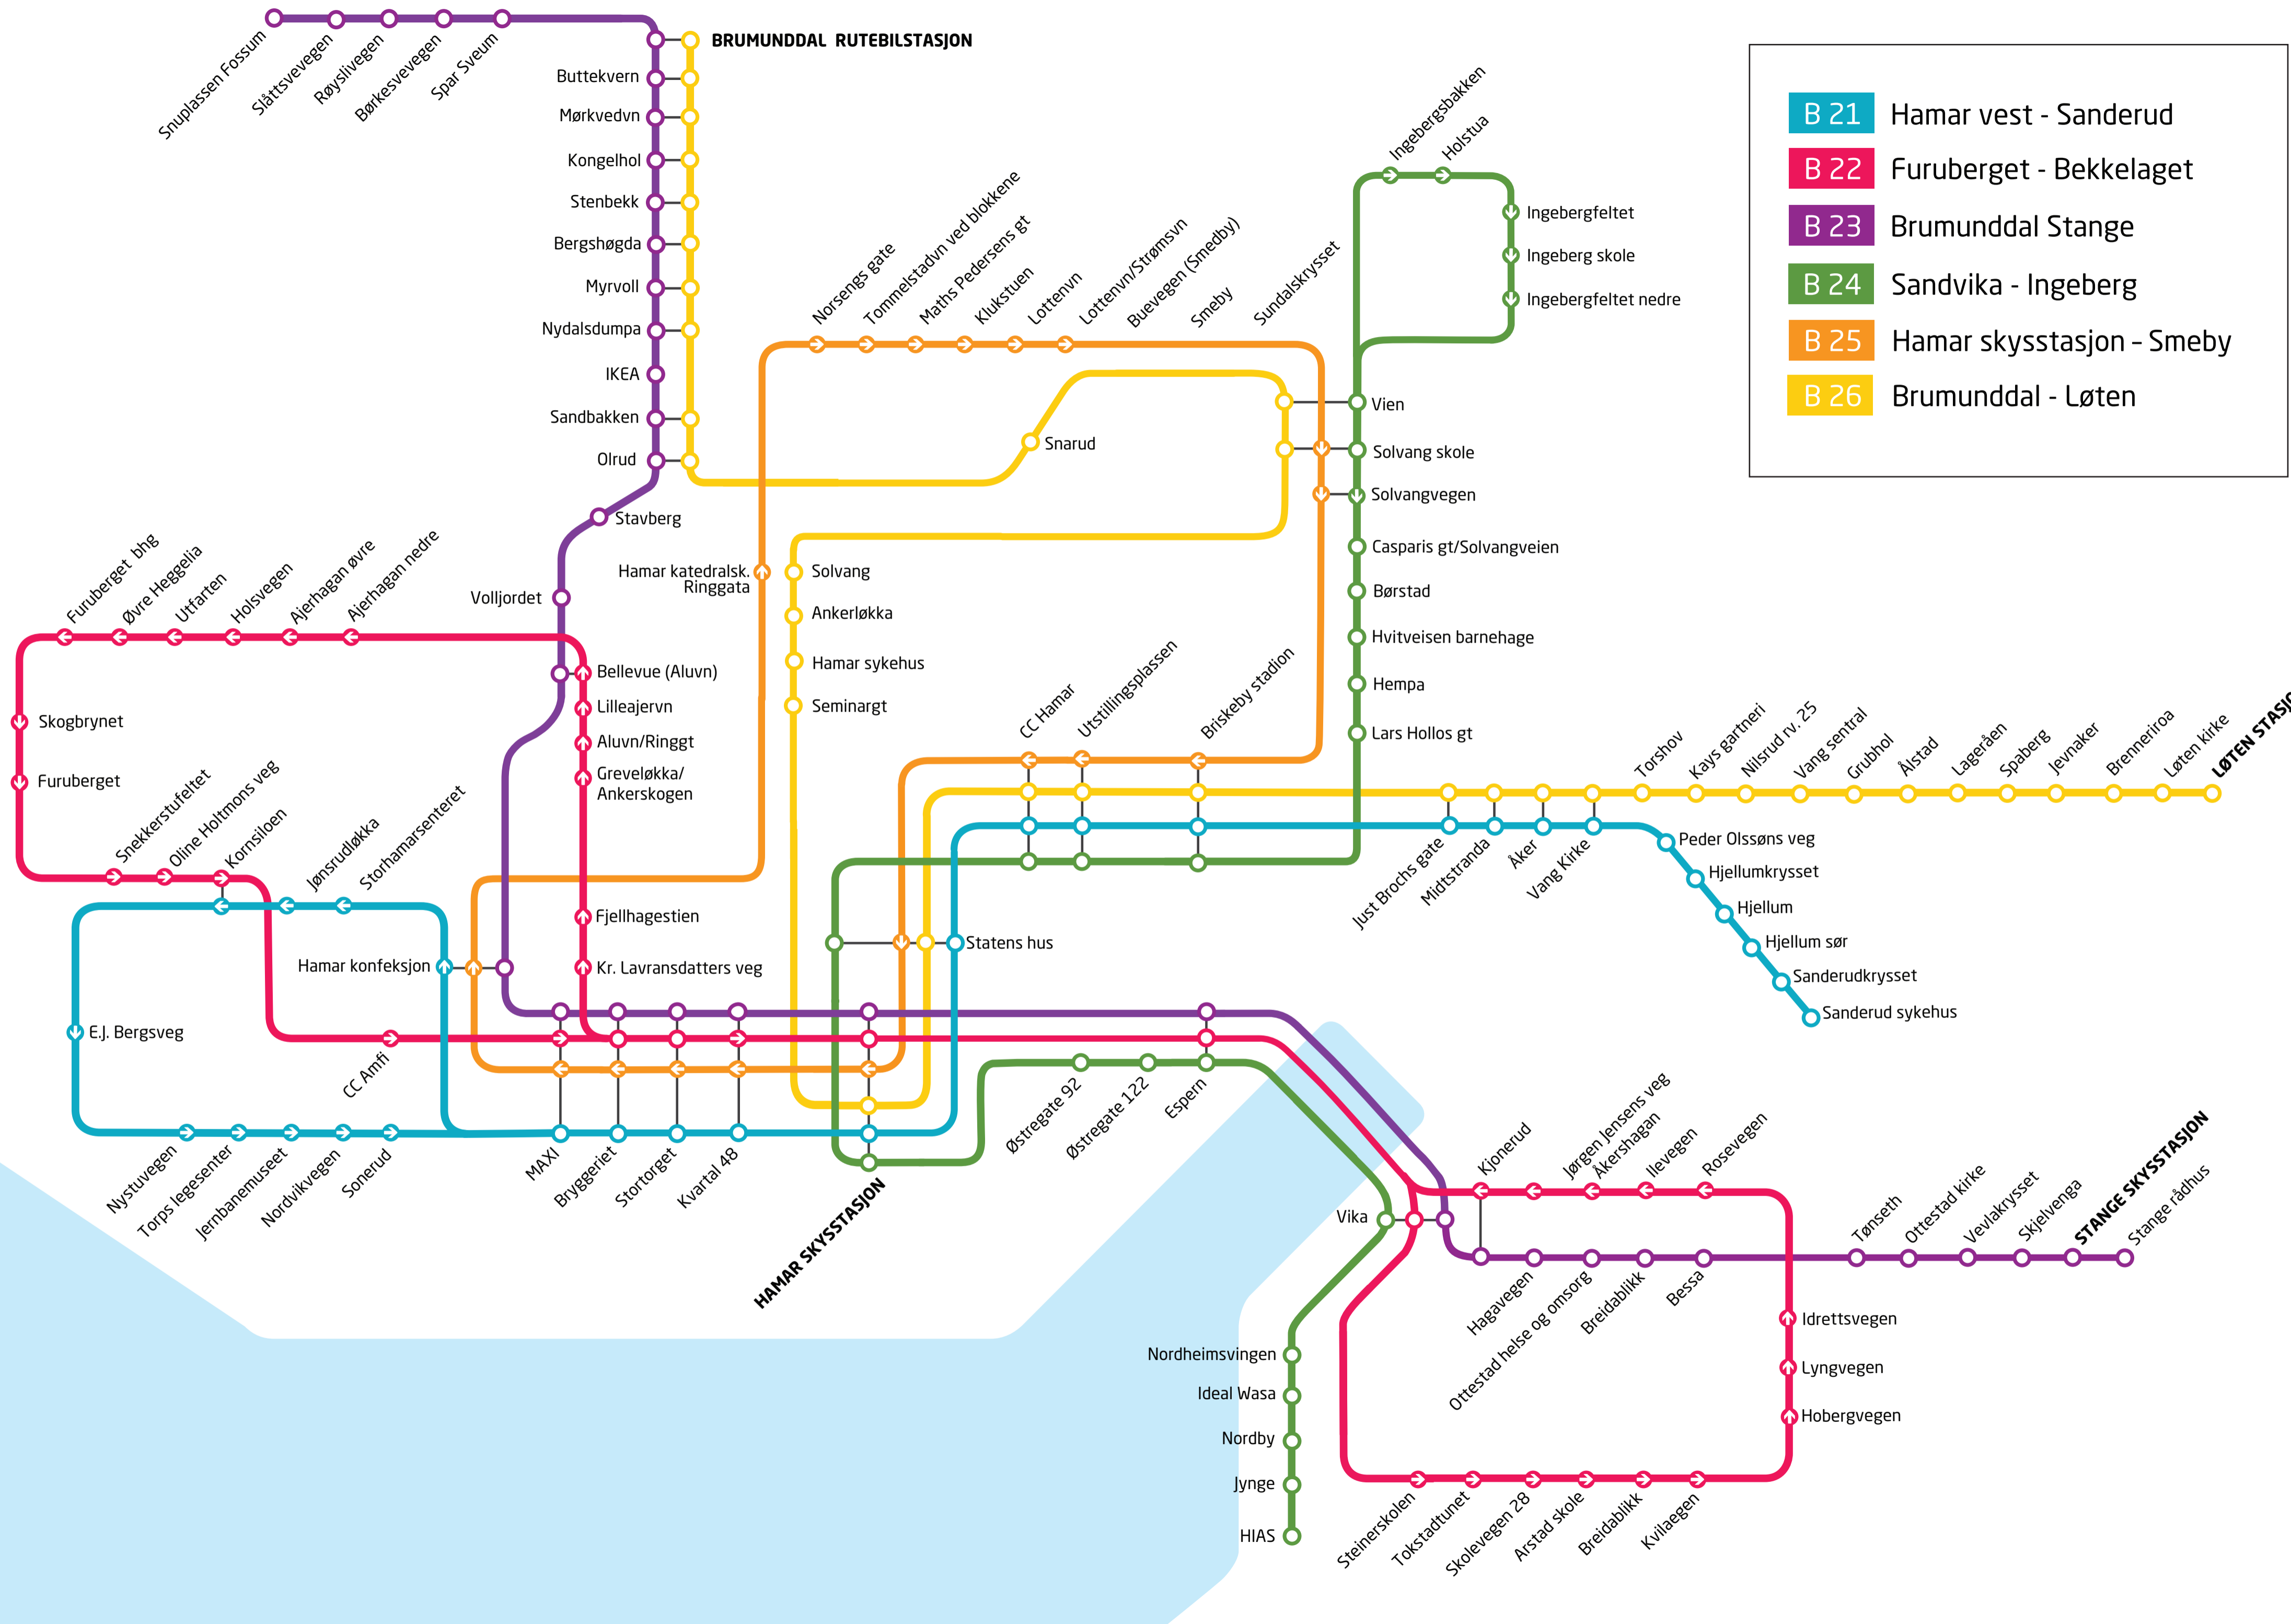 Snuplassen Fossum
Slåttsvevegen
Røyslivegen
Børkesvevegen
Spar Sveum
BRUMUNDDAL RUTEBILSTASJON
Buttekvern
Mørkvedvn
Kongelhol
Stenbekk
Bergshøgda
Myrvoll
Nydalsdumpa
IKEA
Sandbakken
Olrud
Stavberg
Volljordet
B 21 Hamar vest - Sanderud
B 22 Furuberget - Bekkelaget
B 23 Brumunddal Stange
B 24 Sandvika - Ingeberg
B 25 Hamar skysstasjon – Smeby
B 26 Brumunddal - Løten
Ingebergsbakken
Holstua
Ingebergfeltet
Ingeberg skole
Ingebergfeltet nedre
Norsengs gate
Tommelstadvn ved blokkene
Maths Pedersens gt
Klukstuen
Lottenvn
Lottenvn/Strømsvn
Buevegen (Smedby)
Smeby
Sundalskrysset
Snarud
Vien
Solvang skole
Solvangvegen
Casparis gt/Solvangveien
Børstad
Hvitveisen barnehage
Hempa
Lars Hollos gt
Hamar katedralsk.
Ringgata
Solvang
Ankerløkka
Hamar sykehus
Seminargt
Furuberget bhg
Øvre Heggelia
Utfarten
Holsvegen
Ajerhagan øvre
Ajerhagan nedre
Bellevue (Aluvn)
Lilleajervn
Aluvn/Ringgt
Greveløkka/
Ankerskogen
Fjellhagestien
Kr. Lavransdatters veg
Skogbrynet
Furuberget
Snekkerstufeltet
Oline Holtmons veg
Kornsiloen
Jønsrudløkka
Storhamarsenteret
Hamar konfeksjon
E.J. Bergsveg
CC Amfi
CC Hamar
Utstillingsplassen
Briskeby stadion
Statens hus
Just Brochs gate
Midtstranda
Åker
Vang Kirke
Torshov
Kays gartneri
Nilsrud rv. 25
Vang sentral
Grubhol
Ålstad
Lageråen
Spaberg
Jevnaker
Brenneriroa
Løten kirke
LØTEN STASJO
Peder Olssøns veg
Hjellumkrysset
Hjellum
Hjellum sør
Sanderudkrysset
Sanderud sykehus
Nystuvegen
Torps legesenter
Jernbanemuseet
Nordvikvegen
Sonerud
MAXI
Bryggeriet
Stortorget
Kvartal 48
HAMAR SKYSSTASJON
Østregate 92
Østregate 122
Espern
Vika
Kjonerud
Jørgen Jensens veg
Åkershagan
Ilevegen
Rosevegen
Hagavegen
Ottestad helse og omsorg
Breidablikk
Bessa
Tønseth
Ottestad kirke
Vevlakrysset
Skjelvenga
STANGE SKYSSTASJON
Stange rådhus
Idrettsvegen
Lyngvegen
Hobergvegen
Nordheimsvingen
Ideal Wasa
Nordby
Jynge
HIAS
Steinerskolen
Tokstadtunet
Skolevegen 28
Arstad skole
Breidablikk
Kvilaegen